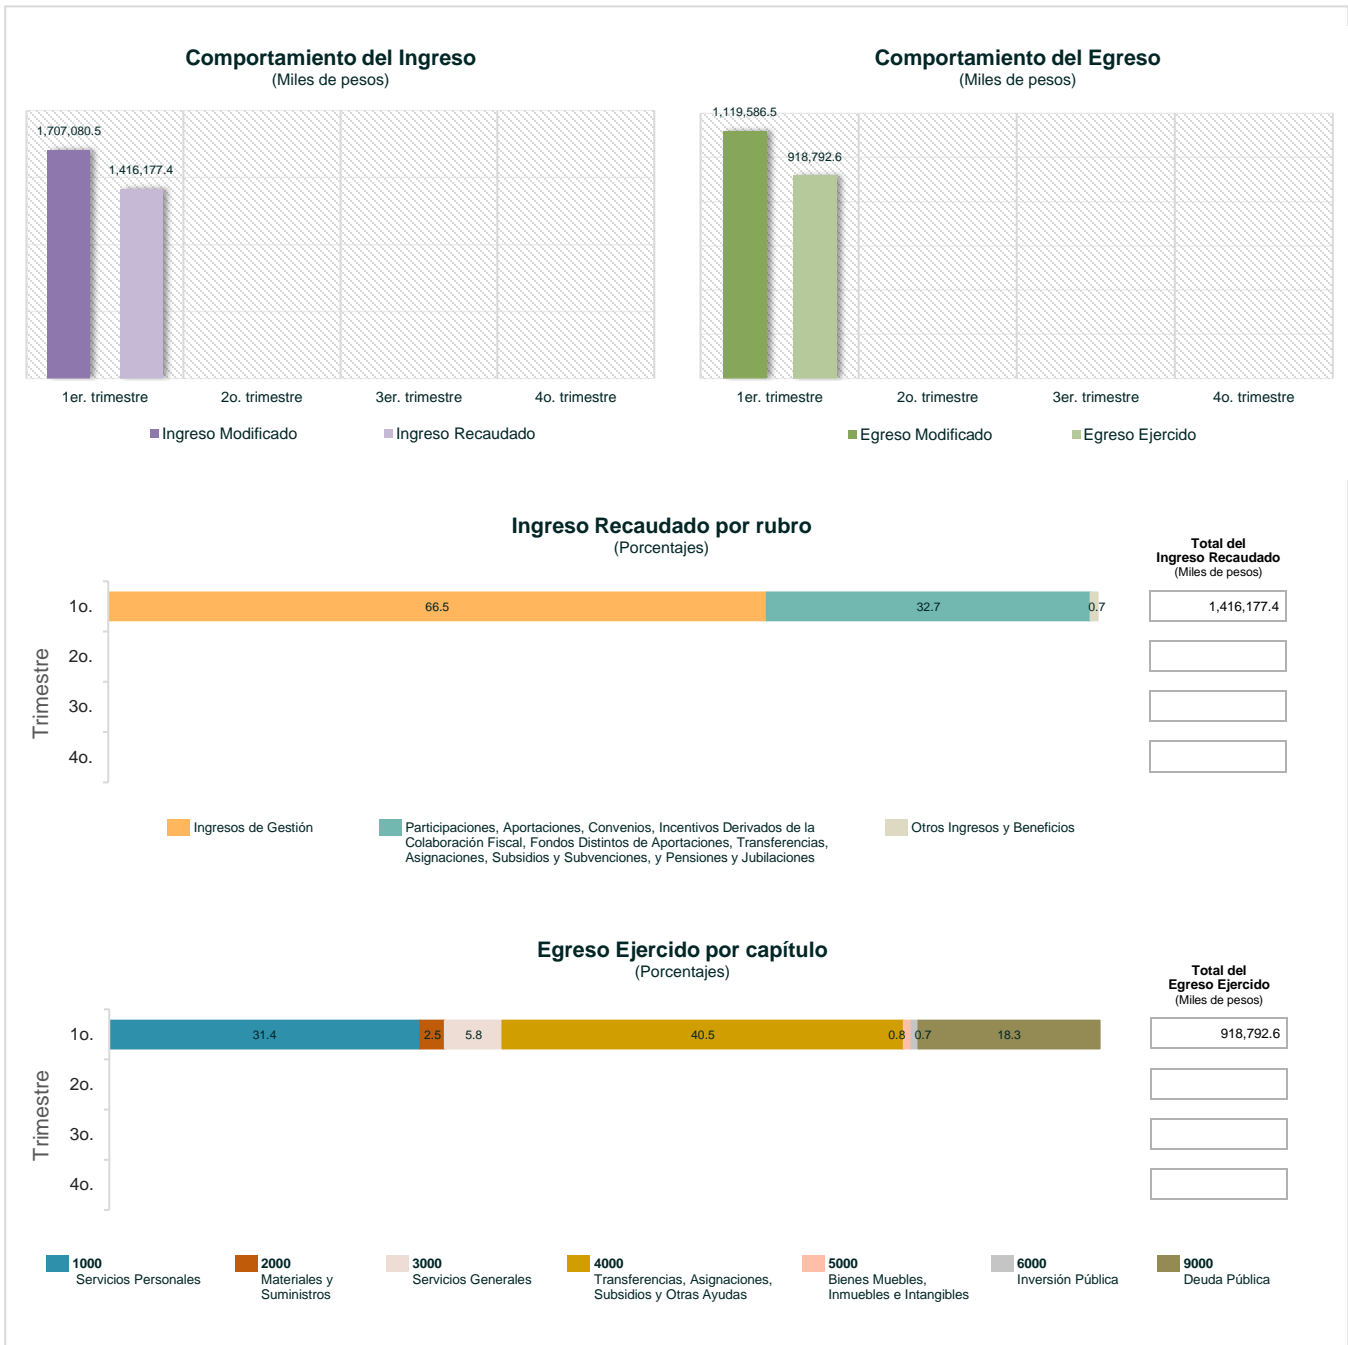 Comportamiento del Ingreso
(Miles de pesos)
1,707,080.5
1,416,177.4
1er. trimestre
2o. trimestre
3er. trimestre
4o. trimestre
Ingreso Modificado
Ingreso Recaudado
Comportamiento del Egreso
(Miles de pesos)
1,119,586.5
918,792.6
1er. trimestre
2o. trimestre
3er. trimestre
4o. trimestre
Egreso Modificado
Egreso Ejercido
Ingreso Recaudado por rubro
(Porcentajes)
Total del
Ingreso Recaudado
(Miles de pesos)
Trimestre
1o.
66.5
32.7
0.7
1,416,177.4
2o.
3o.
4o.
Ingresos de Gestión
Participaciones, Aportaciones, Convenios, Incentivos Derivados de la
Colaboración Fiscal, Fondos Distintos de Aportaciones, Transferencias,
Asignaciones, Subsidios y Subvenciones, y Pensiones y Jubilaciones
Otros Ingresos y Beneficios
Egreso Ejercido por capítulo
(Porcentajes)
Total del
Egreso Ejercido
(Miles de pesos)
Trimestre
1o.
31.4
2.5
5.8
40.5
0.8
0.7
18.3
918,792.6
2o.
3o.
4o.
1000
Servicios Personales
2000
Materiales y
Suministros
3000
Servicios Generales
4000
Transferencias, Asignaciones,
Subsidios y Otras Ayudas
5000
Bienes Muebles,
Inmuebles e Intangibles
6000
Inversión Pública
9000
Deuda Pública